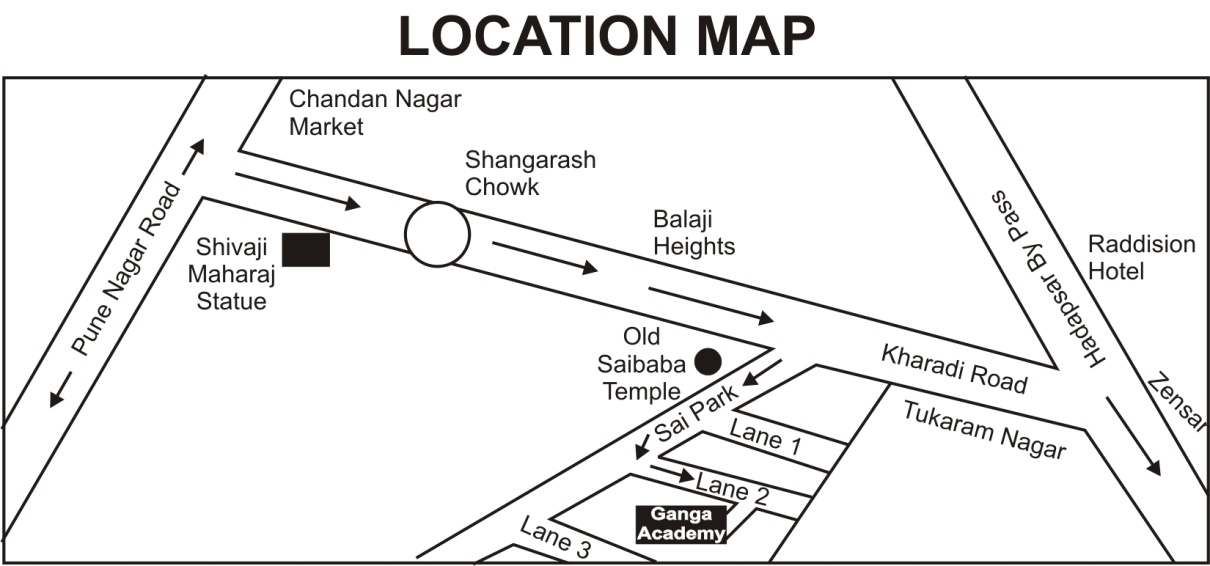 LOCATION MAP
Chandan Nagar
Market
Shangarash
Chowk
Balaji
Heights
Raddision
Hotel
Hadapsar By Pass
Pune Nagar Road
Shivaji
Maharaj
Statue
Old
Saibaba
Temple
Kharadi Road
Zensar
Sai Park
Tukaram Nagar
Lane 1
Lane 2
Ganga
Academy
Lane 3